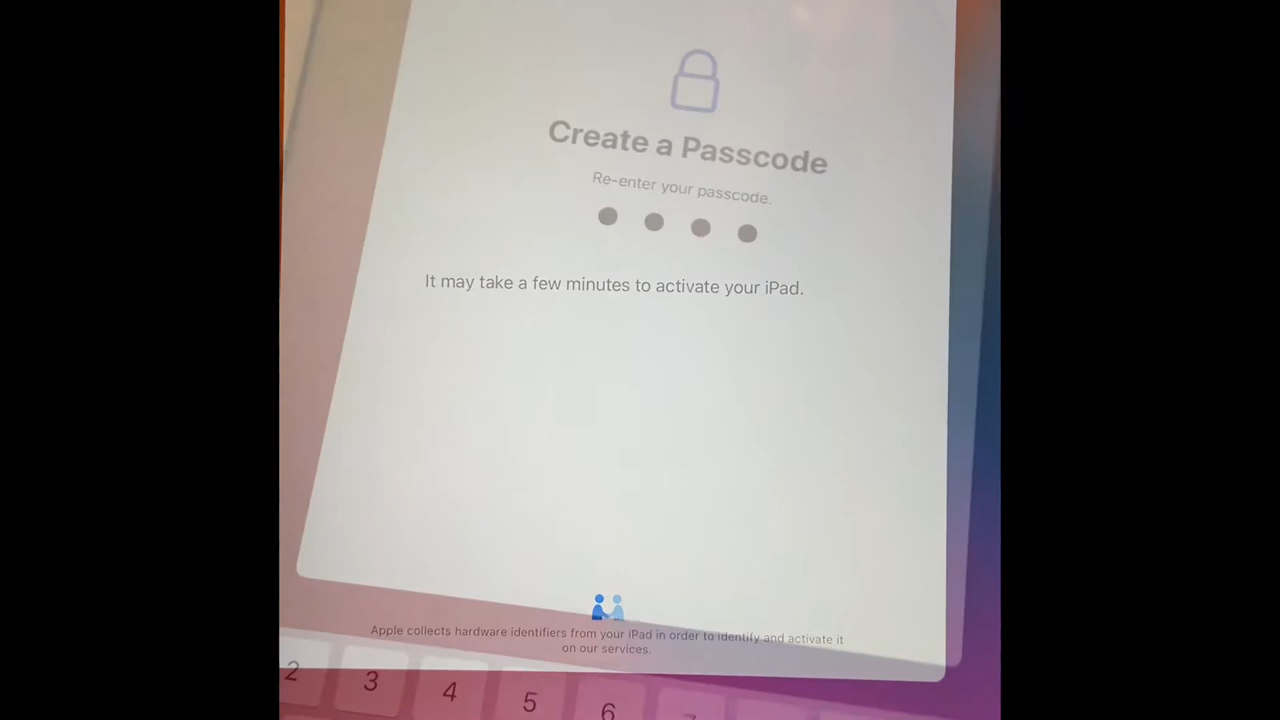 Create a Passcode
Re-enter your passcode.
It may take a few minutes to activate your iPad.
Apple collects hardware identifiers from your iPad in order to identify and activate it
on our services.
2 3 4 5 6